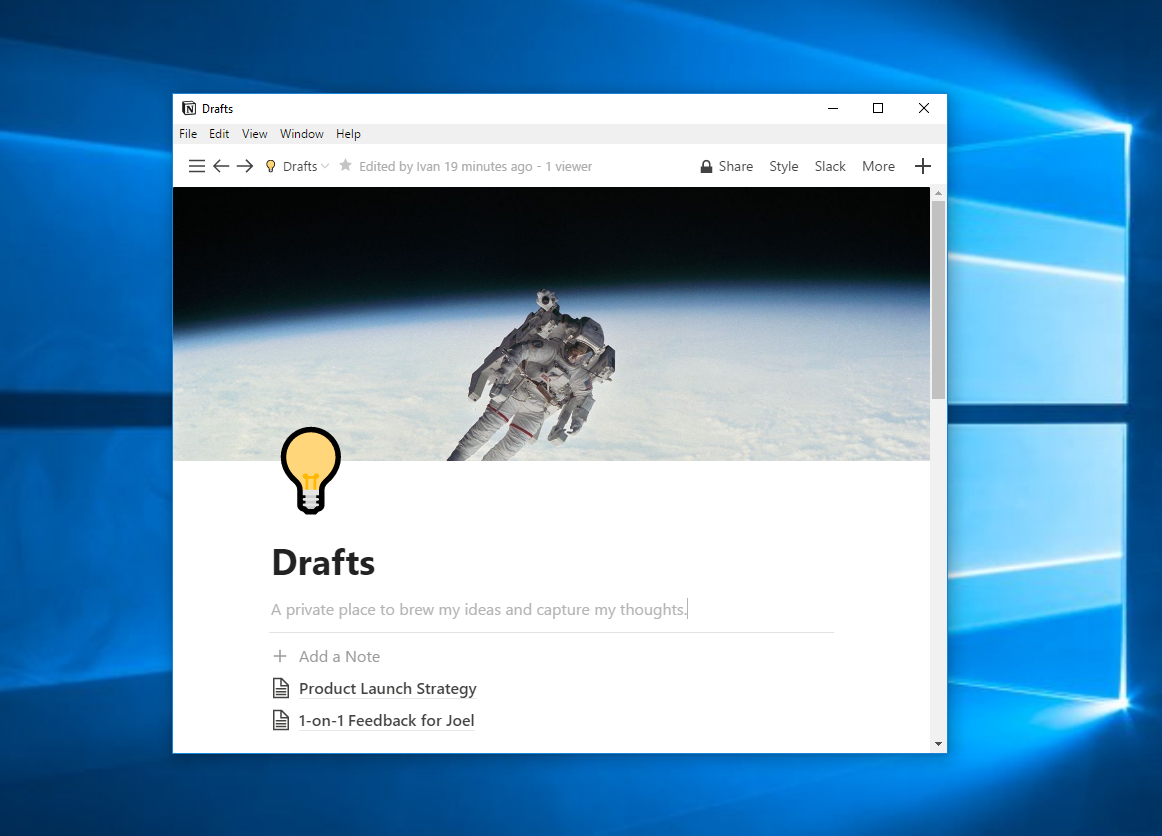 Drafts
File Edit View Window Help
Drafts Edited by Ivan 19 minutes ago - 1 viewer Share Style Slack More
Drafts
A private place to brew my ideas and capture my thoughts.
Add a Note
Product Launch Strategy
1-on-1 Feedback for Joel